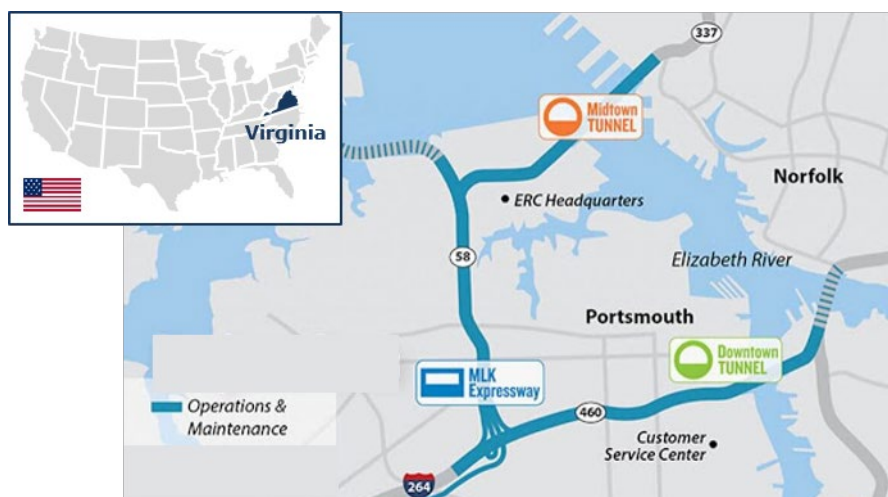 Virginia
337
Midtown
TUNNEL
Norfolk
ERC Headquarters
58
Elizabeth River
Portsmouth
Downtown
TUNNEL
MLK
Expressway
Operations &
Maintenance
460
Customer
Service Center
264